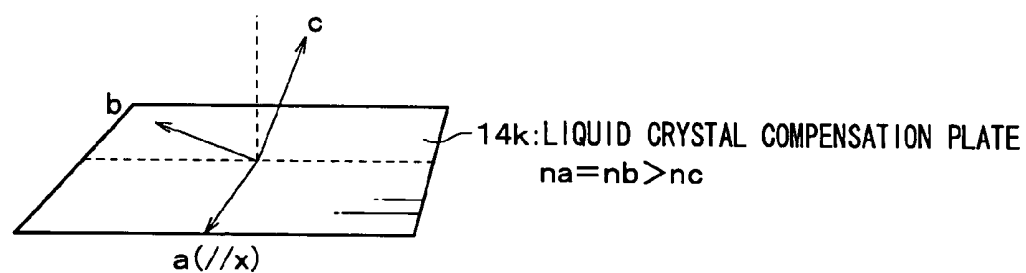 c
b
14k:LIQUID CRYSTAL COMPENSATION PLATE
na=nb>nc
a(//x)